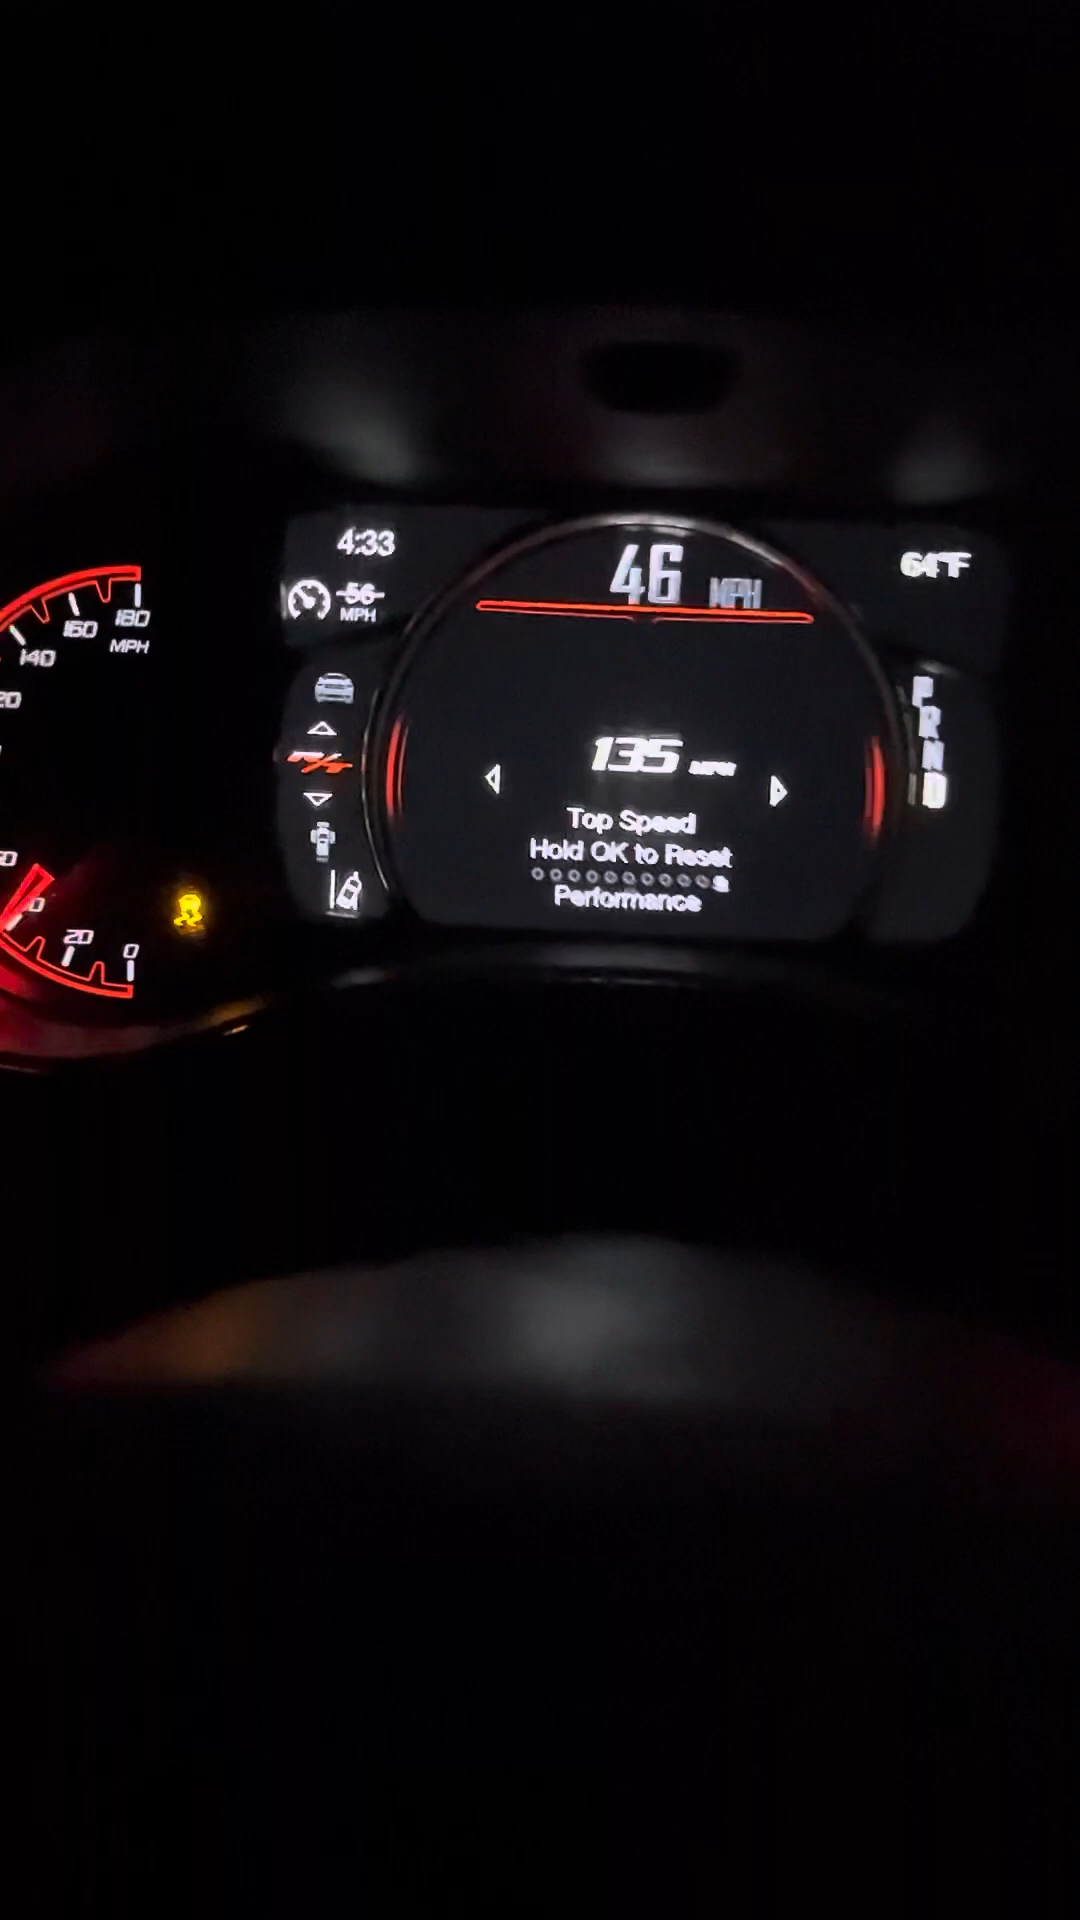 4:33
46 MPH
64°F
56
MPH
180
160
MPH
140
R/T
135 MPH
Top Speed
Hold OK to Reset
Performance
P
R
N
D
20
0